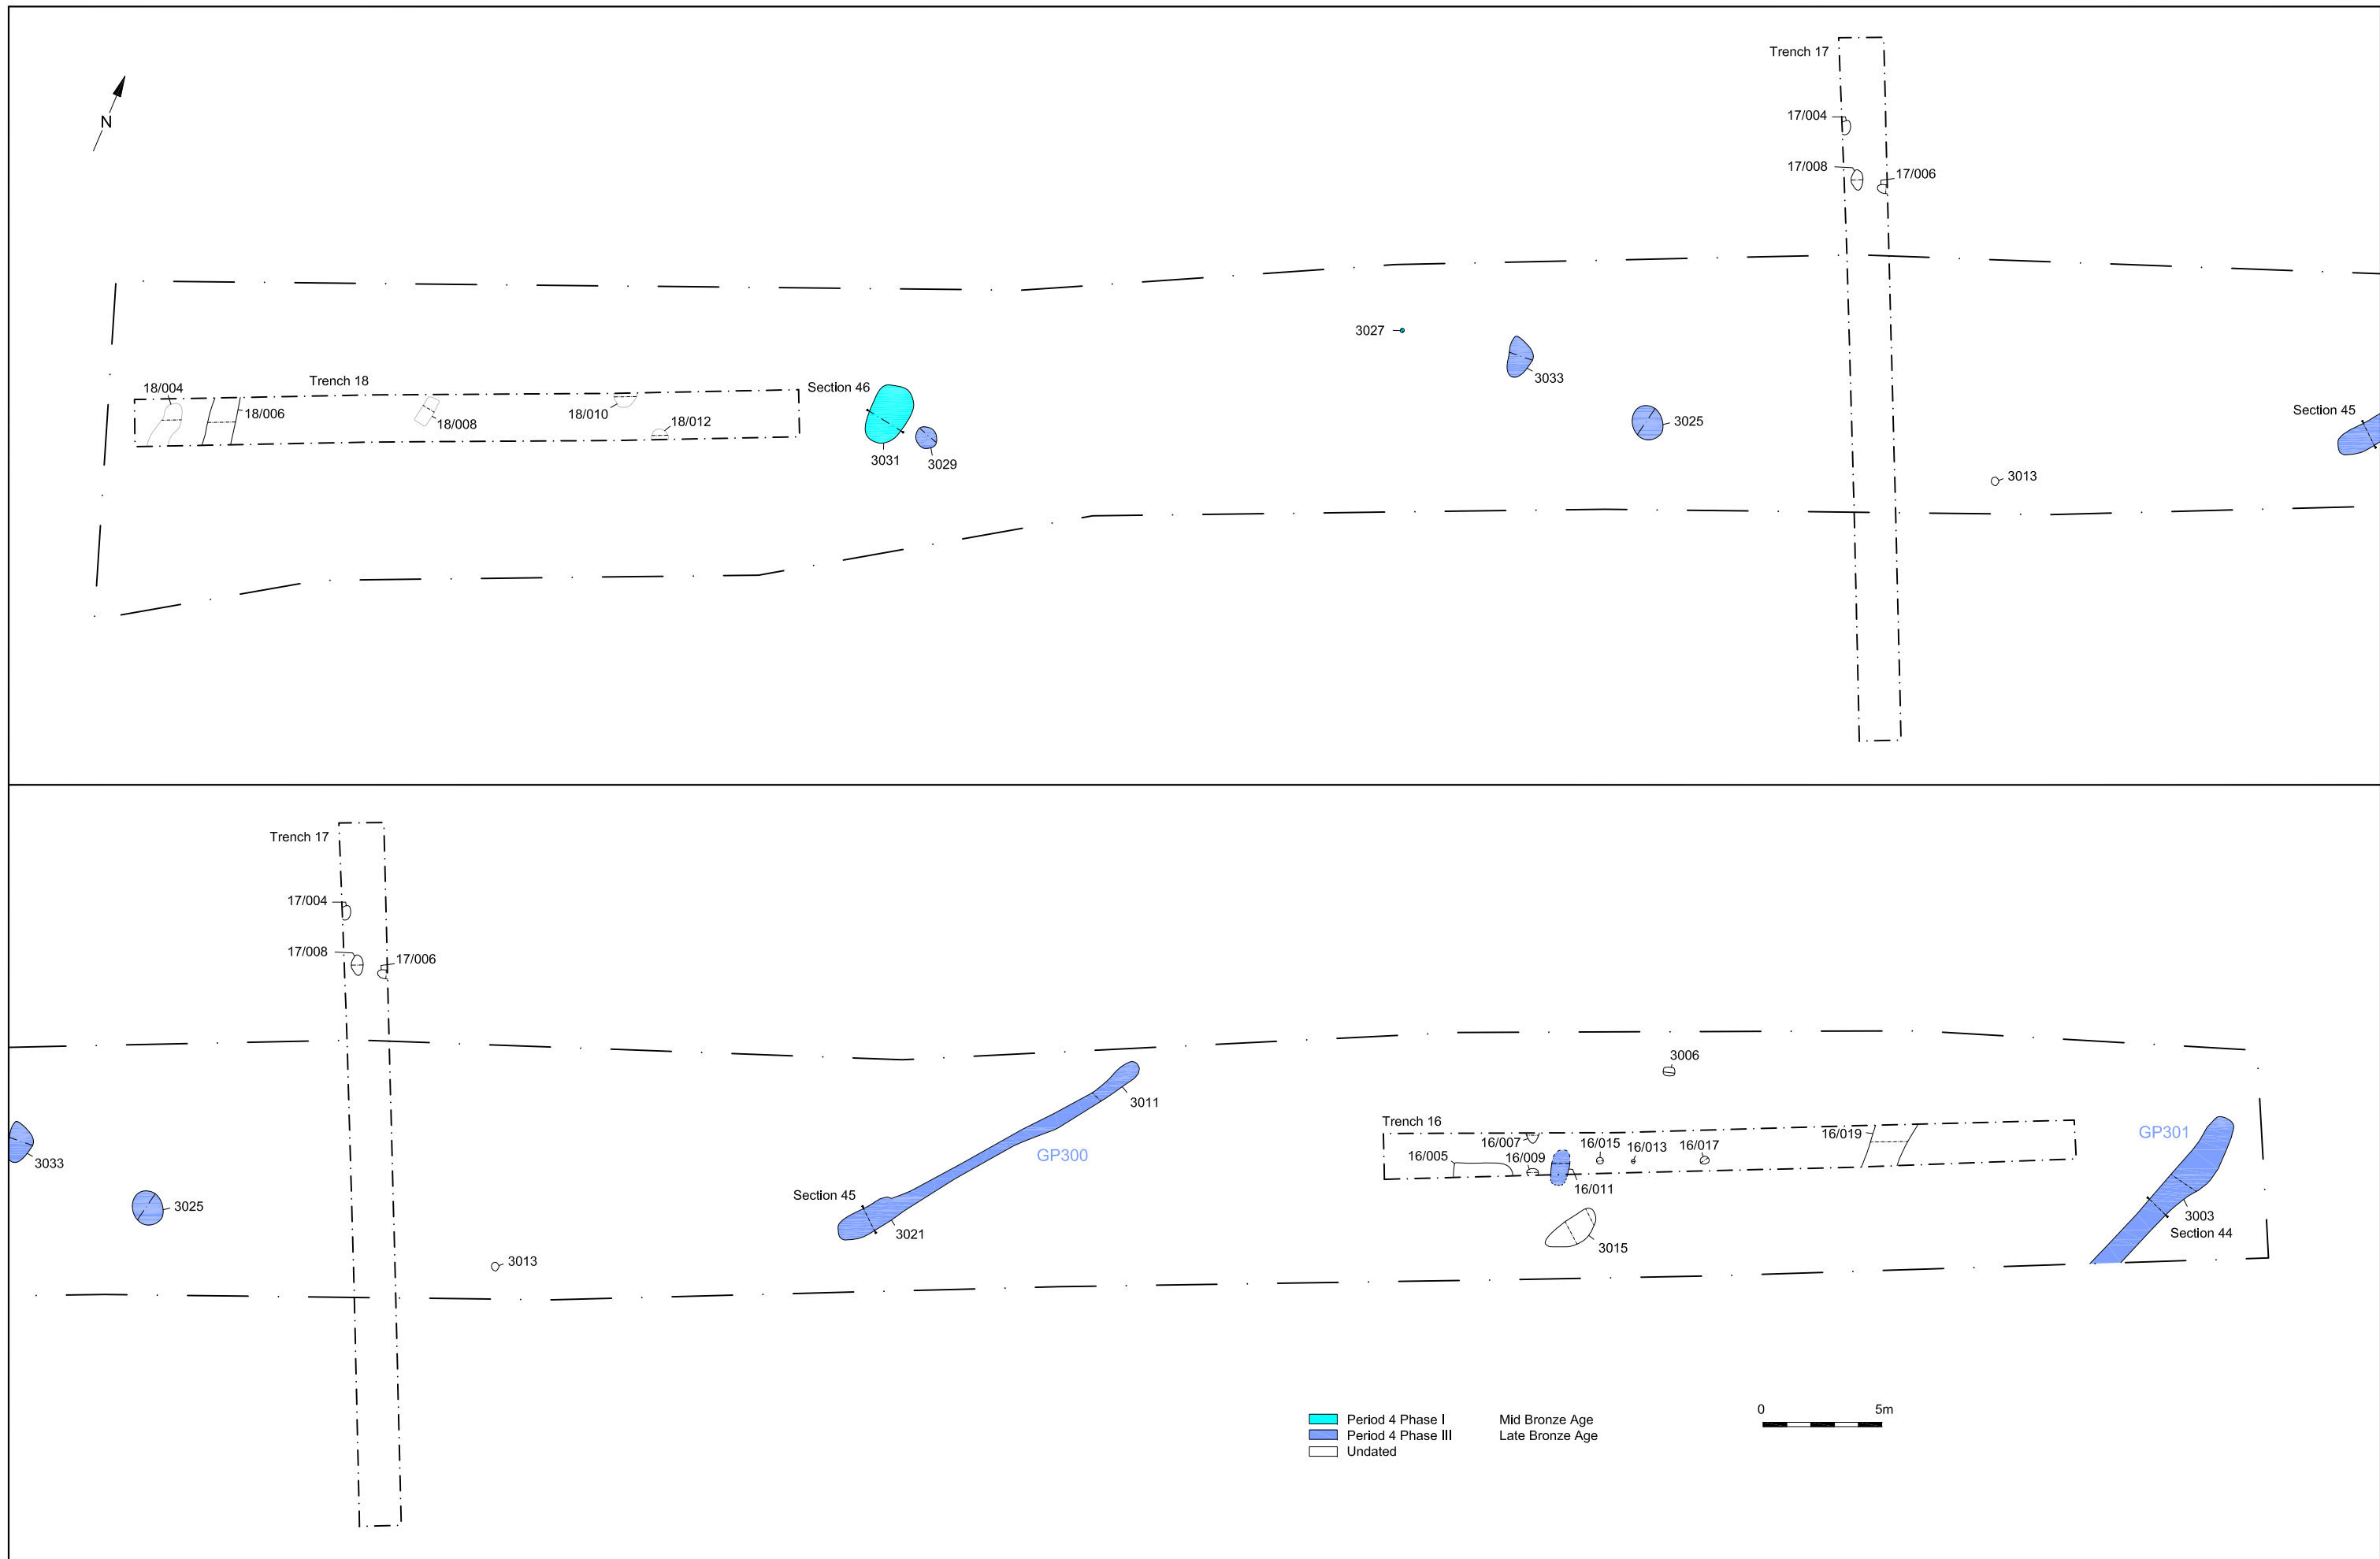 Trench 17
N
17/004
17/008
17/006
3027
3033
Trench 18
18/004
18/006
18/008
18/010
18/012
Section 46
3031
3029
3025
Section 45
3013
Trench 17
17/004
17/008
17/006
3033
3025
3013
3011
GP300
Section 45
3021
3006
Trench 16
16/005
16/007
16/009
16/015
16/013
16/017
16/019
16/011
3015
GP301
3003
Section 44
Period 4 Phase I Mid Bronze Age
Period 4 Phase III Late Bronze Age
Undated
0 5m